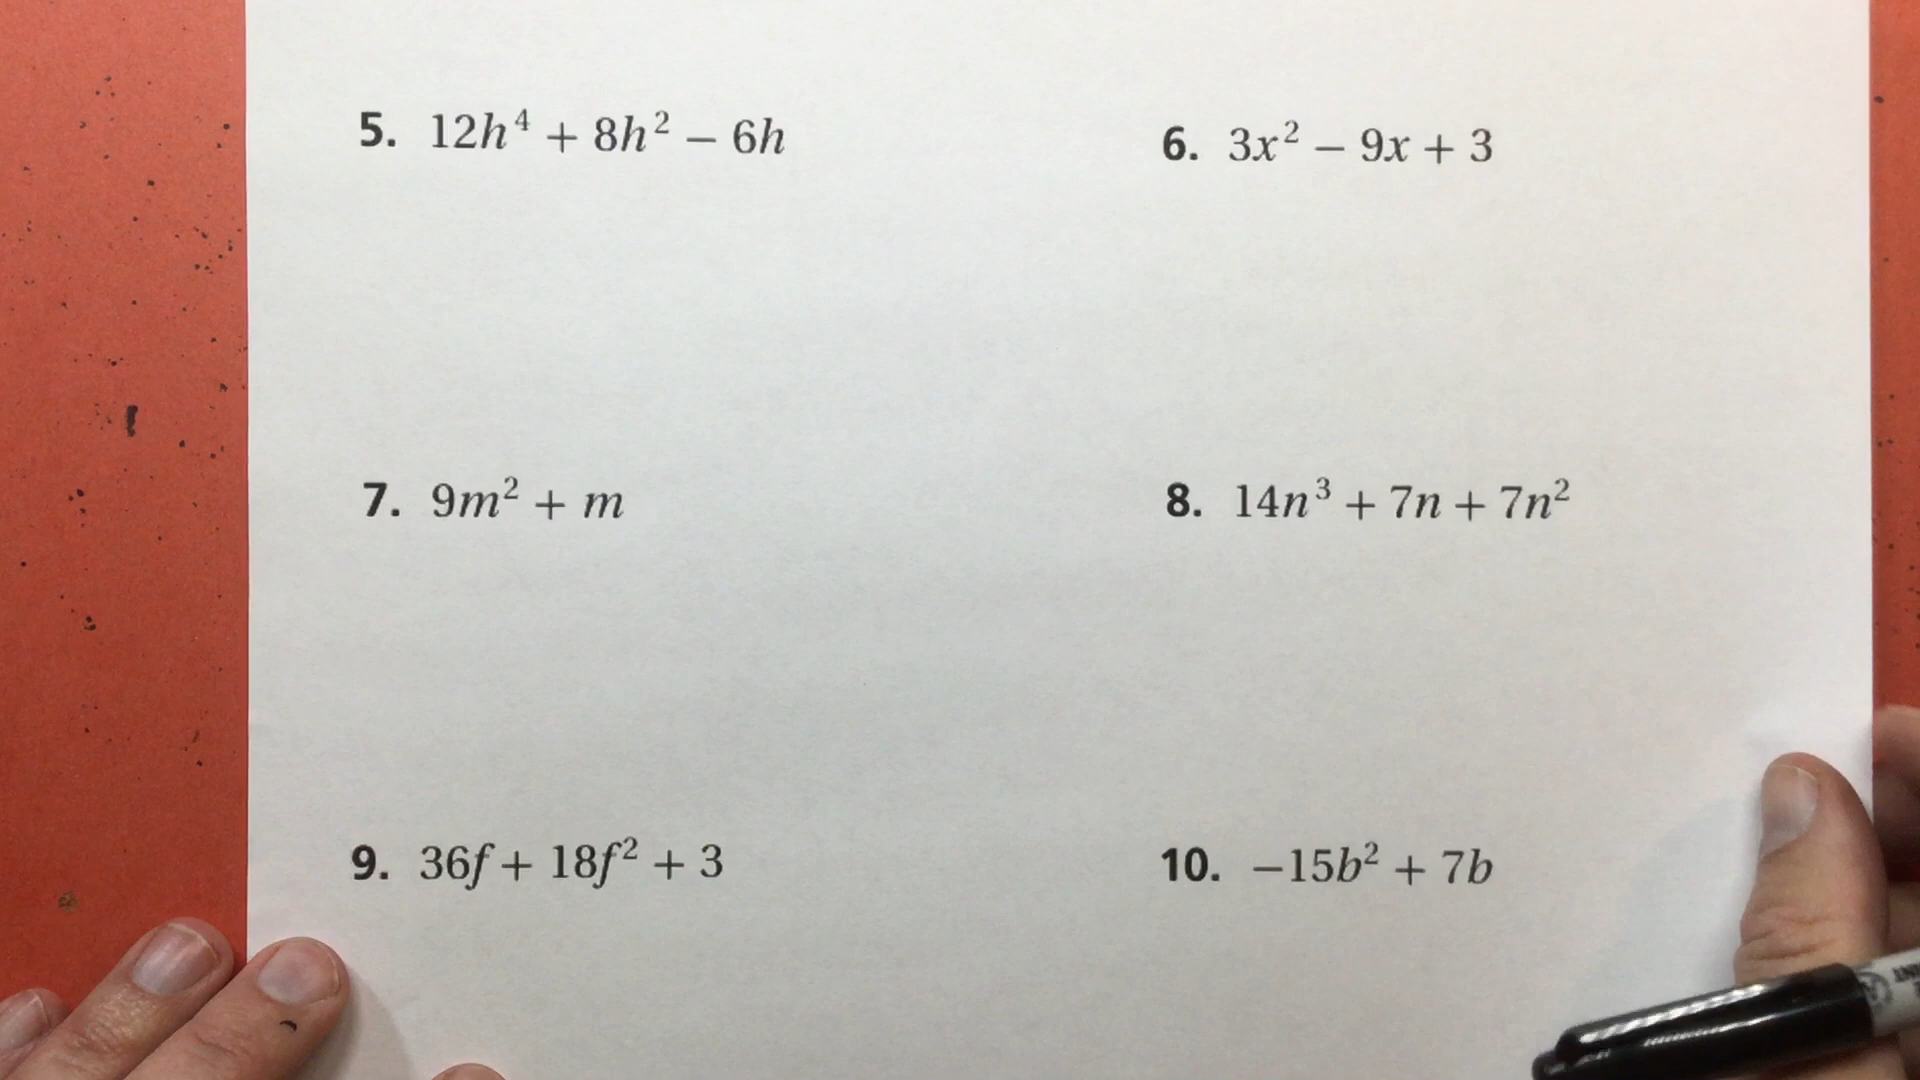 5. 12h⁴ + 8h² − 6h
6. 3x² − 9x + 3
7. 9m² + m
8. 14n³ + 7n + 7n²
9. 36f + 18f² + 3
10. −15b² + 7b